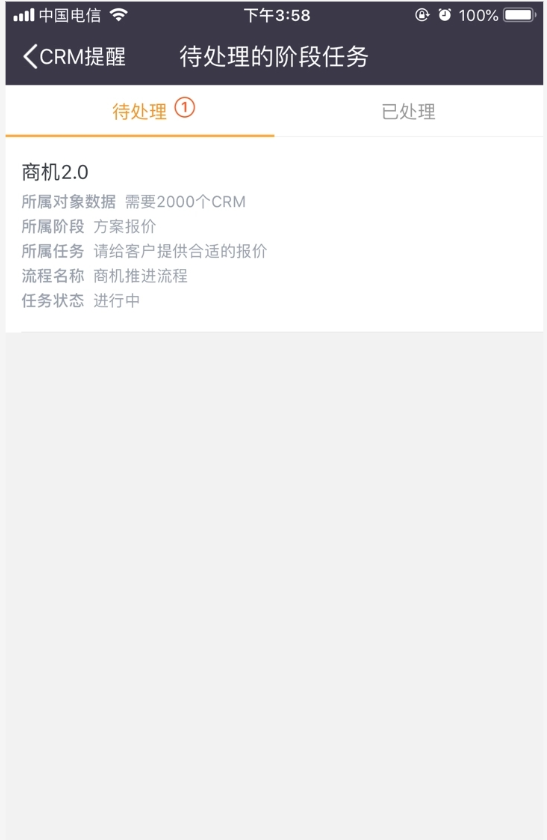 中国电信 下午3:58 100%
CRM提醒 待处理的阶段任务
待处理 1 已处理
商机2.0
所属对象数据 需要2000个CRM
所属阶段 方案报价
所属任务 请给客户提供合适的报价
流程名称 商机推进流程
任务状态 进行中